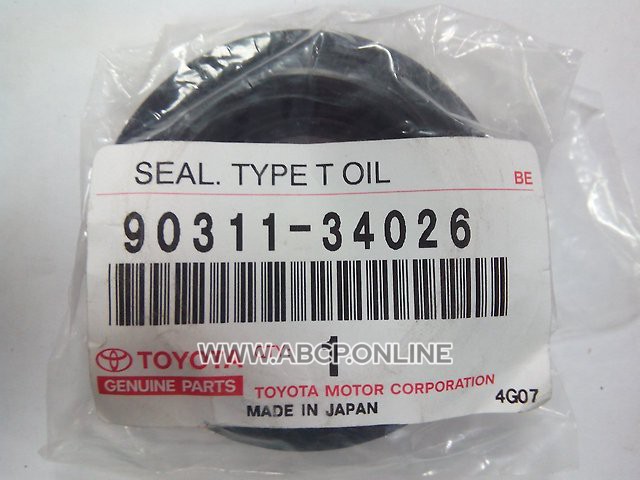 SEAL. TYPE T OIL BE
90311-34026
TOYOTA 1
WWW.ABCP.ONLINE
GENUINE PARTS TOYOTA MOTOR CORPORATION
MADE IN JAPAN 4G07